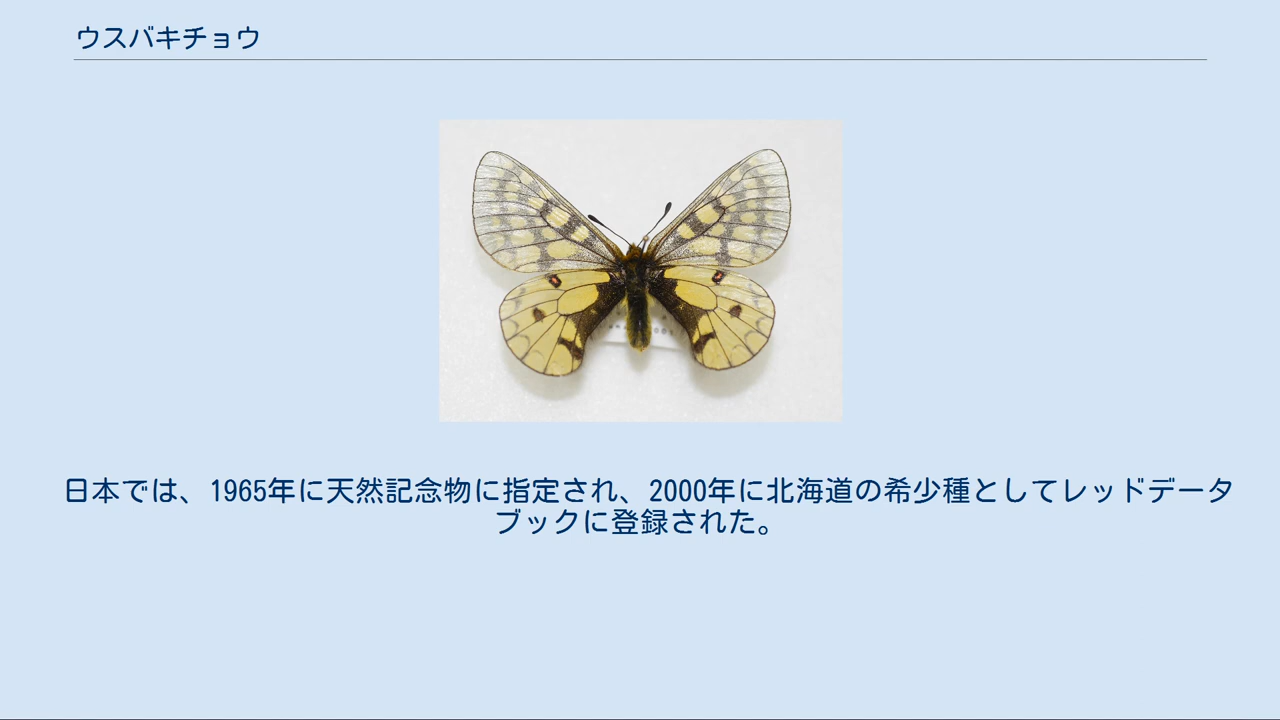 ウスバキチョウ
日本では、1965年に天然記念物に指定され、2000年に北海道の希少種としてレッドデータ
ブックに登録された。